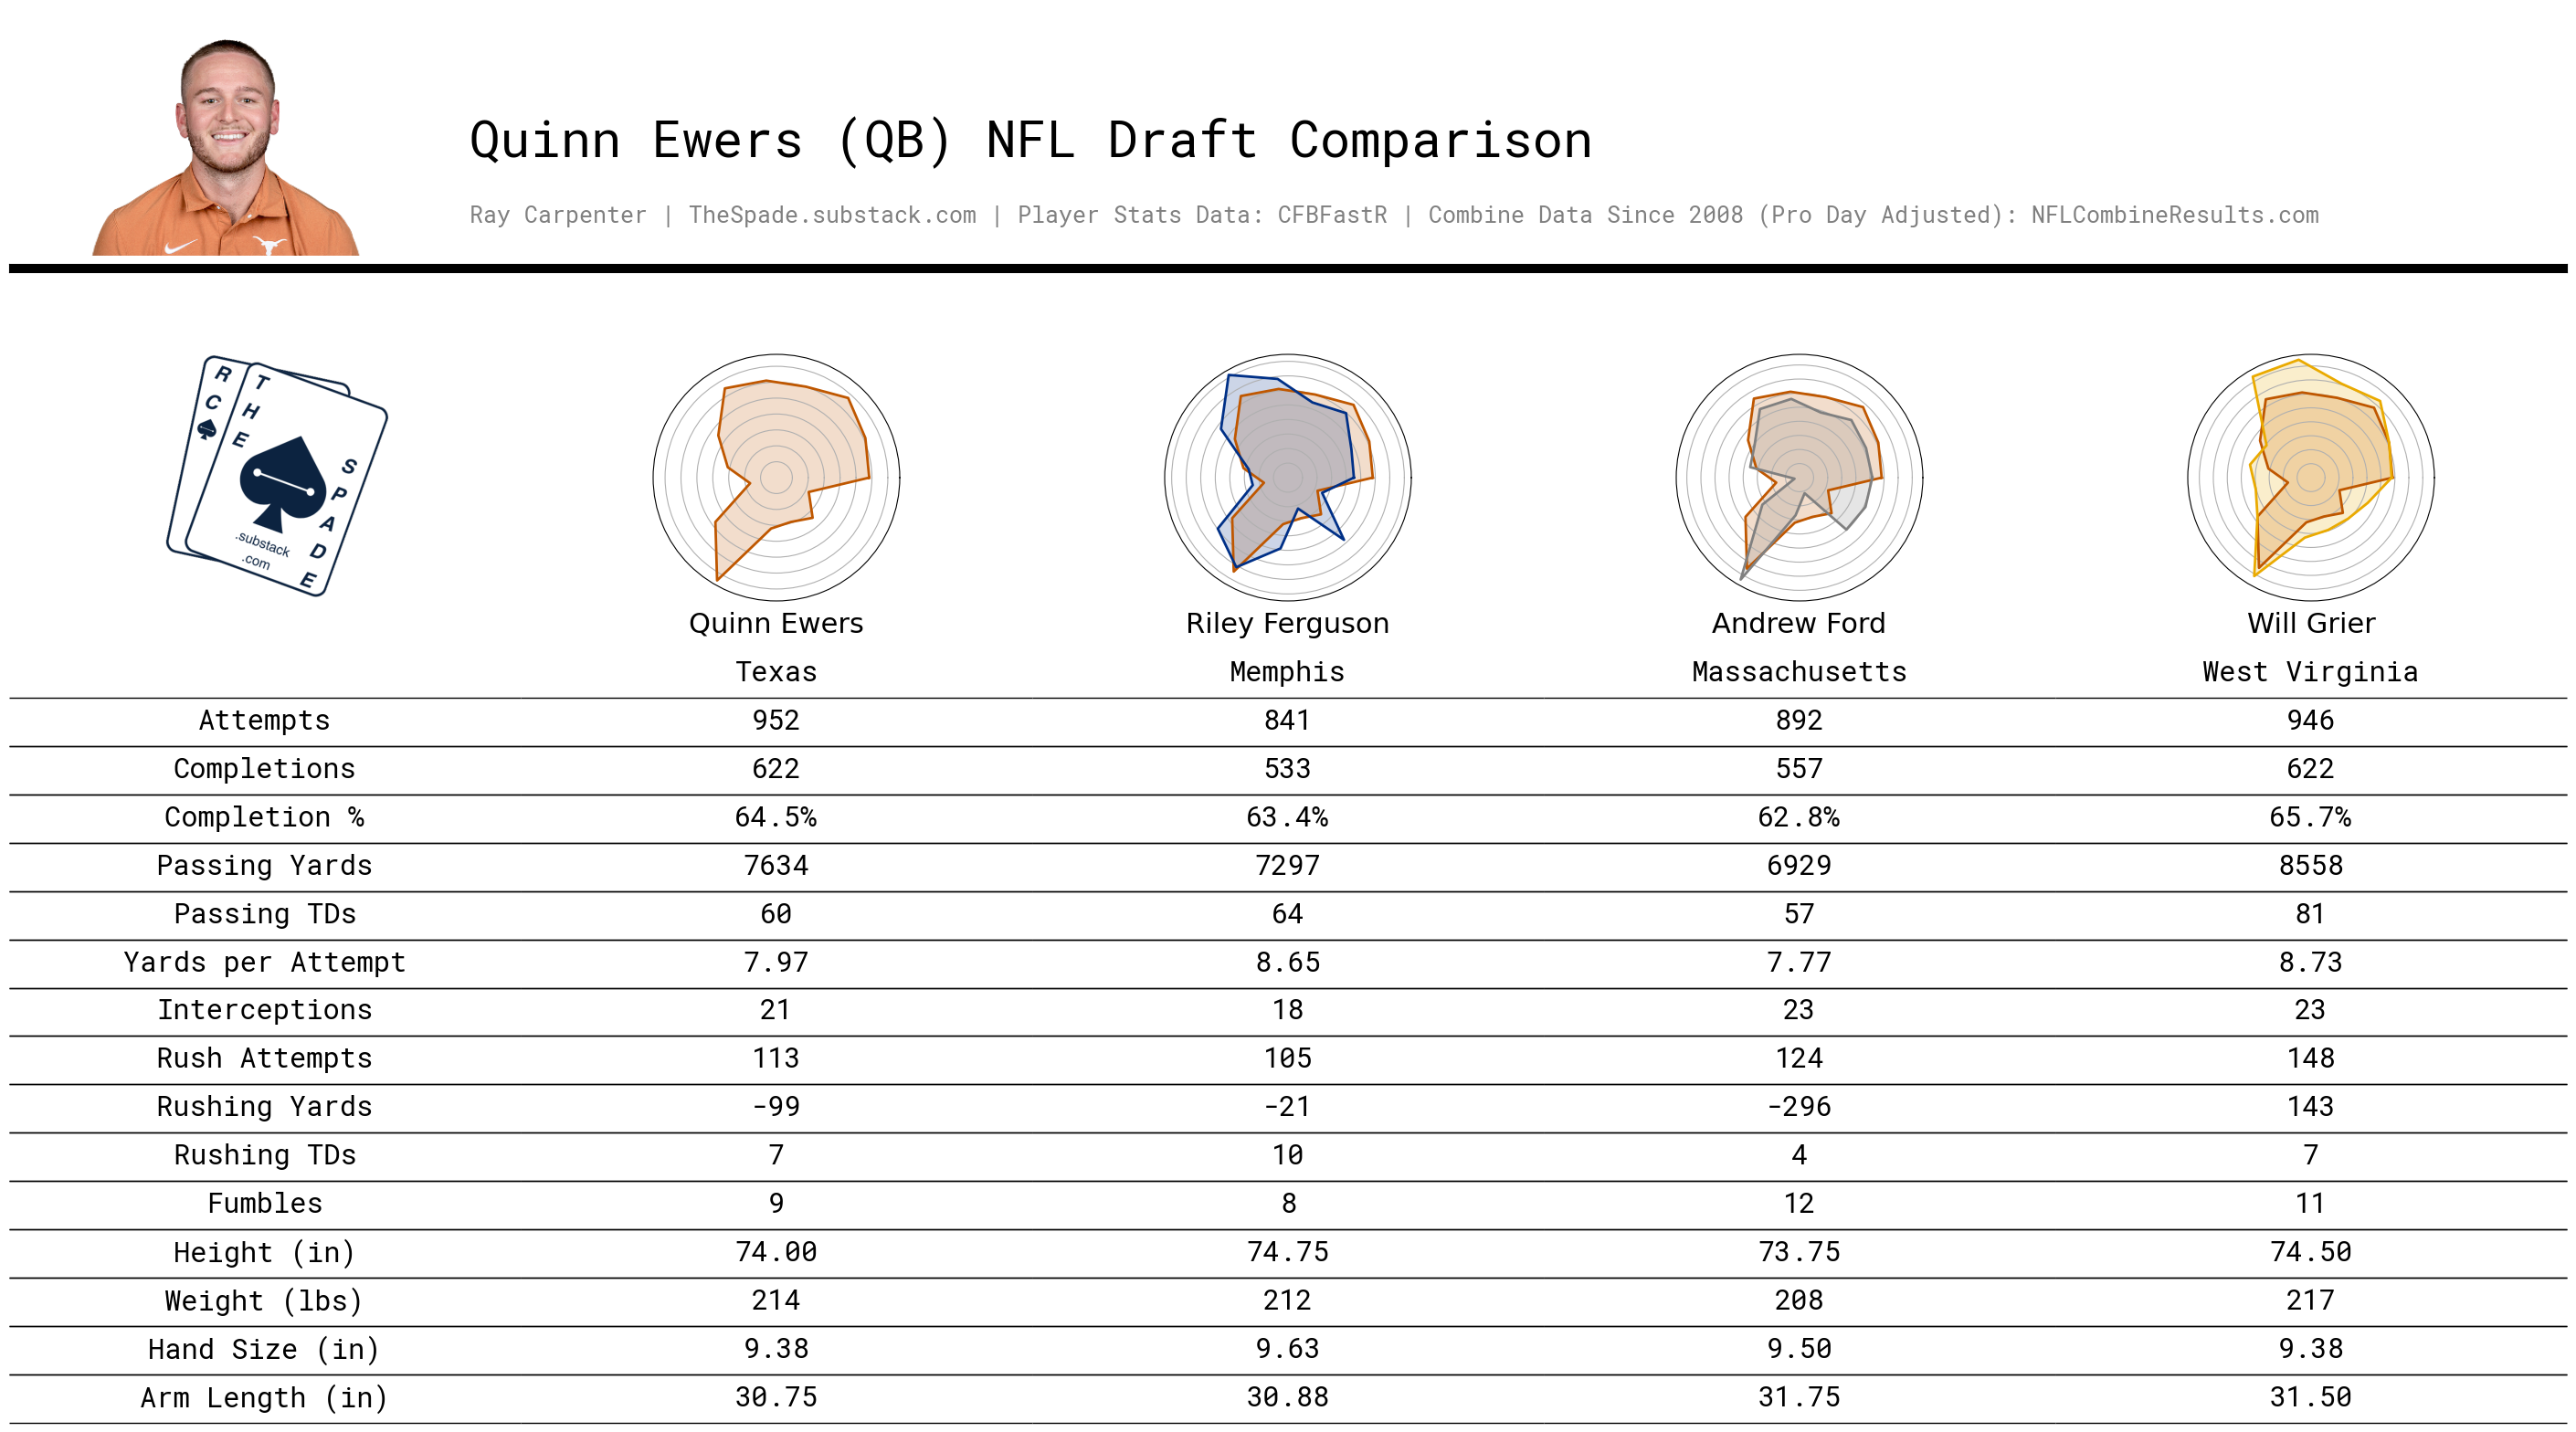 Quinn Ewers (QB) NFL Draft Comparison
Ray Carpenter | TheSpade.substack.com | Player Stats Data: CFBFastR | Combine Data Since 2008 (Pro Day Adjusted): NFLCombineResults.com
R C
THE SPADE
.substack
.com
Quinn Ewers Riley Ferguson Andrew Ford Will Grier
Texas Memphis Massachusetts West Virginia
Attempts 952 841 892 946
Completions 622 533 557 622
Completion % 64.5% 63.4% 62.8% 65.7%
Passing Yards 7634 7297 6929 8558
Passing TDs 60 64 57 81
Yards per Attempt 7.97 8.65 7.77 8.73
Interceptions 21 18 23 23
Rush Attempts 113 105 124 148
Rushing Yards -99 -21 -296 143
Rushing TDs 7 10 4 7
Fumbles 9 8 12 11
Height (in) 74.00 74.75 73.75 74.50
Weight (lbs) 214 212 208 217
Hand Size (in) 9.38 9.63 9.50 9.38
Arm Length (in) 30.75 30.88 31.75 31.50